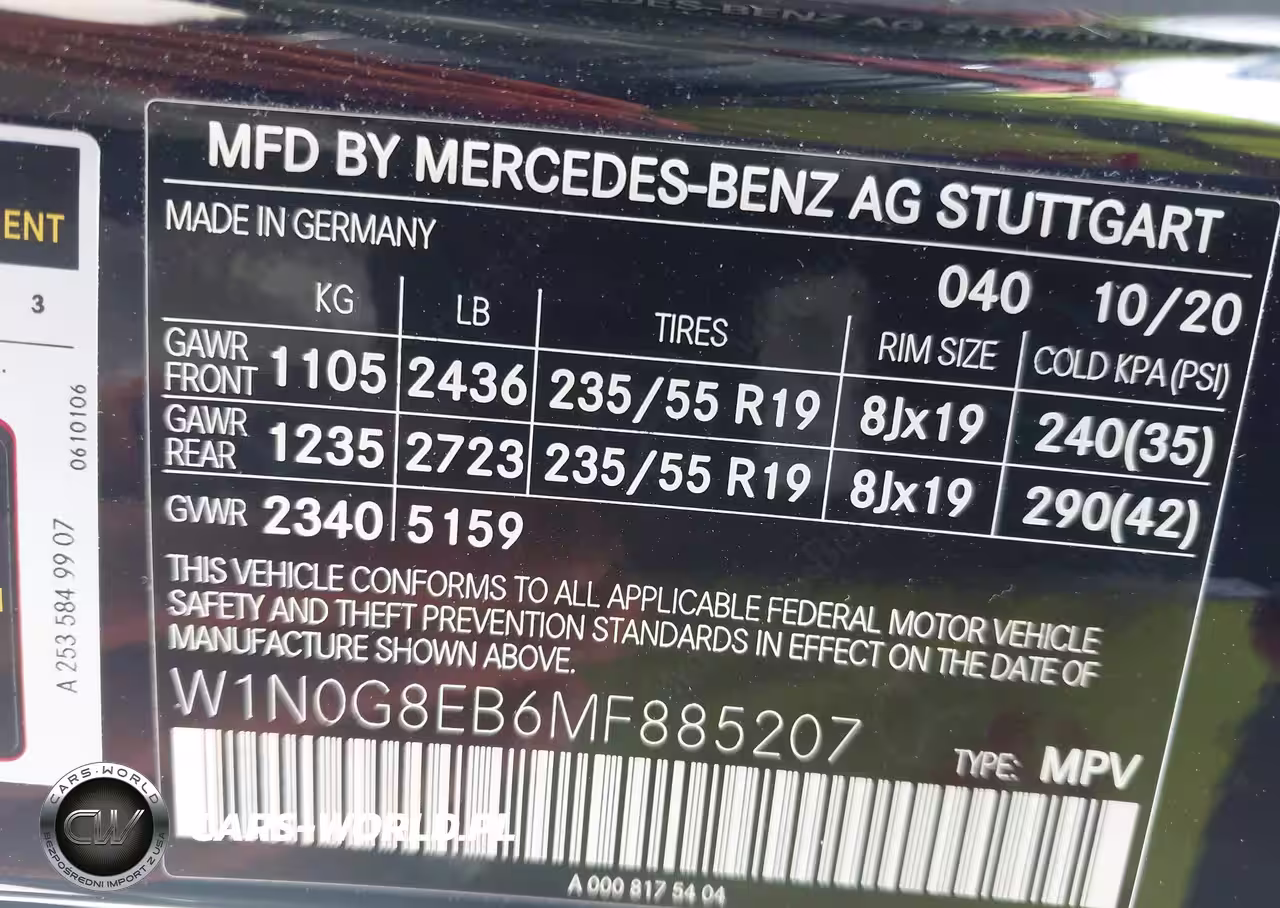 MFD BY MERCEDES-BENZ AG STUTTGART
MADE IN GERMANY
040 10/20
KG LB TIRES RIM SIZE COLD KPA (PSI)
GAWR FRONT 1105 2436 235/55 R19 8Jx19 240(35)
GAWR REAR 1235 2723 235/55 R19 8Jx19 290(42)
GVWR 2340 5159
THIS VEHICLE CONFORMS TO ALL APPLICABLE FEDERAL MOTOR VEHICLE
SAFETY AND THEFT PREVENTION STANDARDS IN EFFECT ON THE DATE OF
MANUFACTURE SHOWN ABOVE.
W1N0G8EB6MF885207
TYPE: MPV
A 000 817 54 04
ENT
3
0610106
A 253 584 99 07
CARS-WORLD
CW
BEZPOŚREDNI IMPORT Z USA
CARS-WORLD.PL